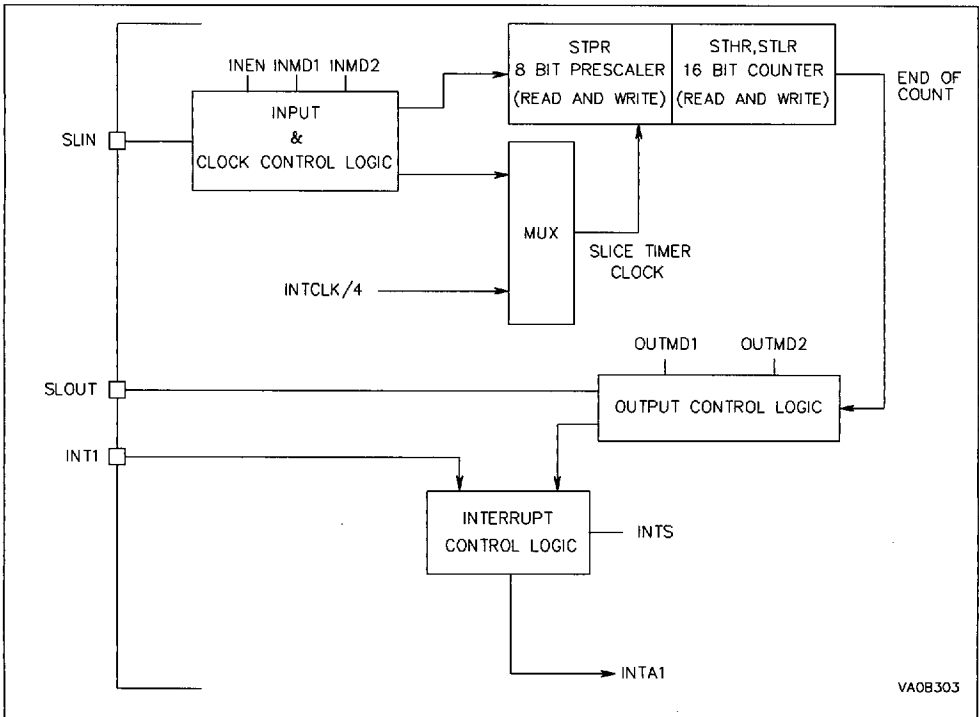 STPR
8 BIT PRESCALER
(READ AND WRITE)
STHR,STLR
16 BIT COUNTER
(READ AND WRITE)
END OF
COUNT
INEN INMD1 INMD2
INPUT
&
CLOCK CONTROL LOGIC
SLIN
MUX
SLICE TIMER
CLOCK
INTCLK/4
OUTMD1 OUTMD2
SLOUT
OUTPUT CONTROL LOGIC
INT1
INTERRUPT
CONTROL LOGIC
INTS
INTA1
VA0B303